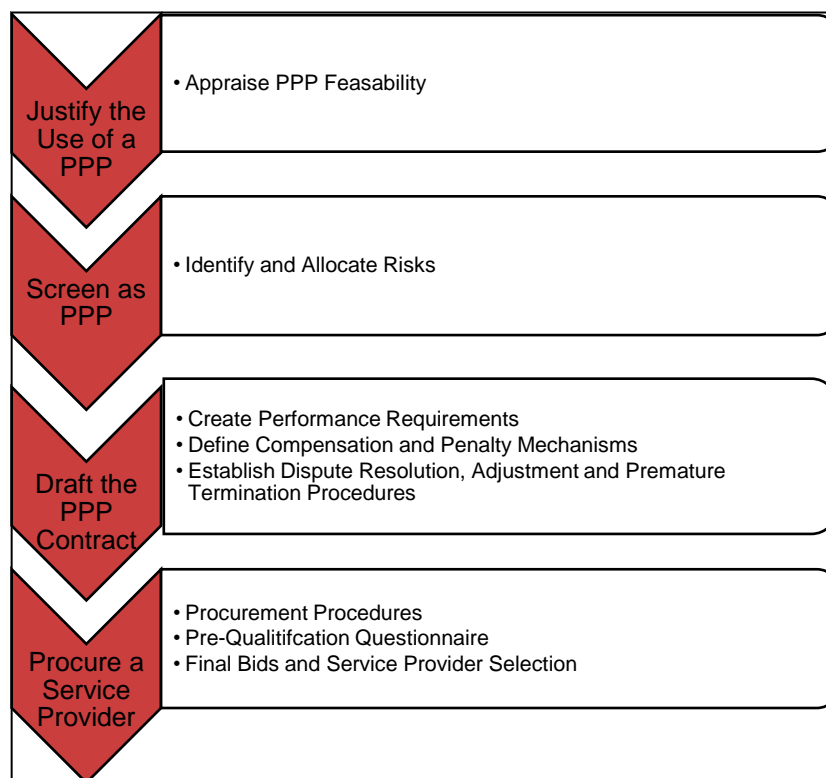 Justify the
Use of a
PPP
• Appraise PPP Feasability
Screen as
PPP
• Identify and Allocate Risks
Draft the
PPP
Contract
• Create Performance Requirements
• Define Compensation and Penalty Mechanisms
• Establish Dispute Resolution, Adjustment and Premature
Termination Procedures
Procure a
Service
Provider
• Procurement Procedures
• Pre-Qualitifcation Questionnaire
• Final Bids and Service Provider Selection